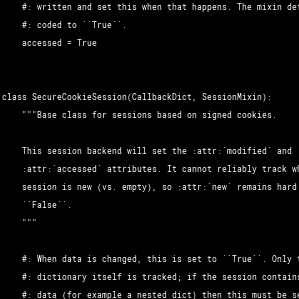 #: written and set this when that happens. The mixin def
#: coded to ``True``.
accessed = True
class SecureCookieSession(CallbackDict, SessionMixin):
"""Base class for sessions based on signed cookies.
This session backend will set the :attr:`modified` and
:attr:`accessed` attributes. It cannot reliably track wh
session is new (vs. empty), so :attr:`new` remains hard
``False``.
"""
#: When data is changed, this is set to ``True``. Only t
#: dictionary itself is tracked; if the session contains
#: data (for example a nested dict) then this must be se